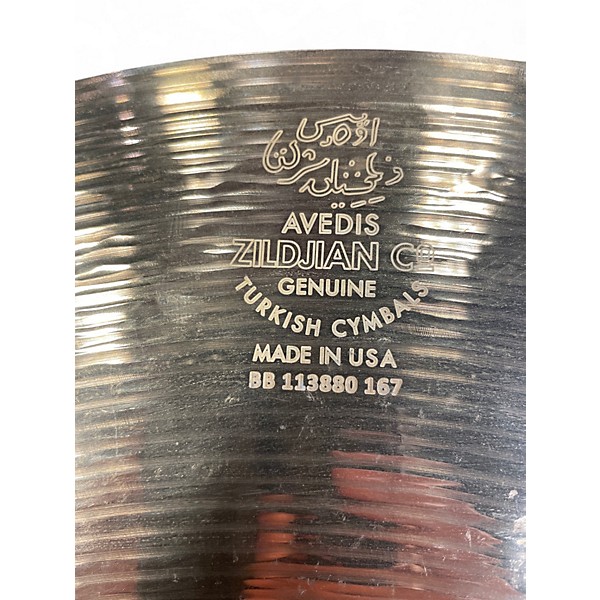 AVEDIS
ZILDJIAN Cº
GENUINE
TURKISH CYMBALS
MADE IN USA
BB 113880 167